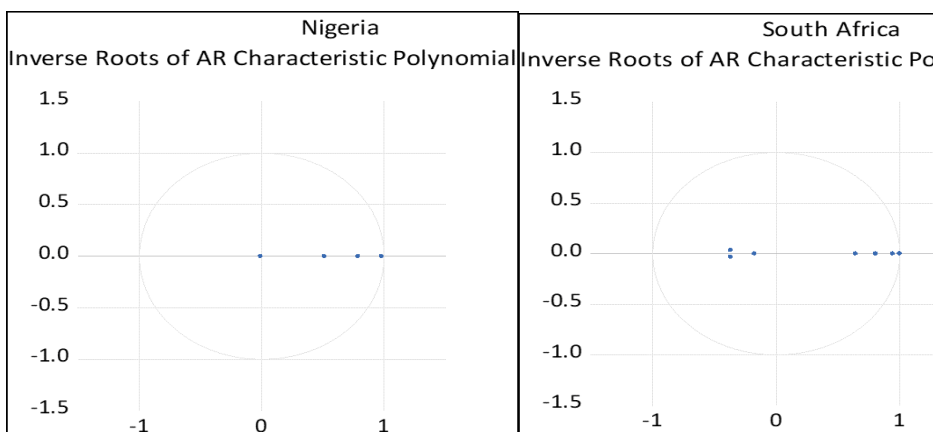 Nigeria
Inverse Roots of AR Characteristic Polynomial
1.5
1.0
0.5
0.0
-0.5
-1.0
-1.5
-1 0 1
South Africa
Inverse Roots of AR Characteristic Po
1.5
1.0
0.5
0.0
-0.5
-1.0
-1.5
-1 0 1